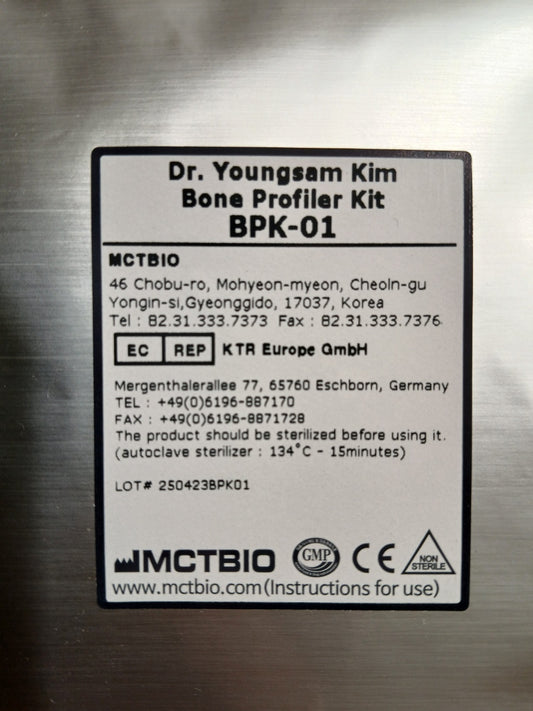 Dr. Youngsam Kim
Bone Profiler Kit
BPK-01
MCTBIO
46 Chobu-ro, Mohyeon-myeon, Cheoln-gu
Yongin-si,Gyeonggido, 17037, Korea
Tel : 82.31.333.7373 Fax : 82.31.333.7376
EC REP KTR Europe GmbH
Mergenthalerallee 77, 65760 Eschborn, Germany
TEL : +49(0)6196-887170
FAX : +49(0)6196-8871728
The product should be sterilized before using it.
(autoclave sterilizer : 134°C - 15minutes)
LOT# 250423BPK01
MCTBIO GMP CE NON STERILE
www.mctbio.com(Instructions for use)